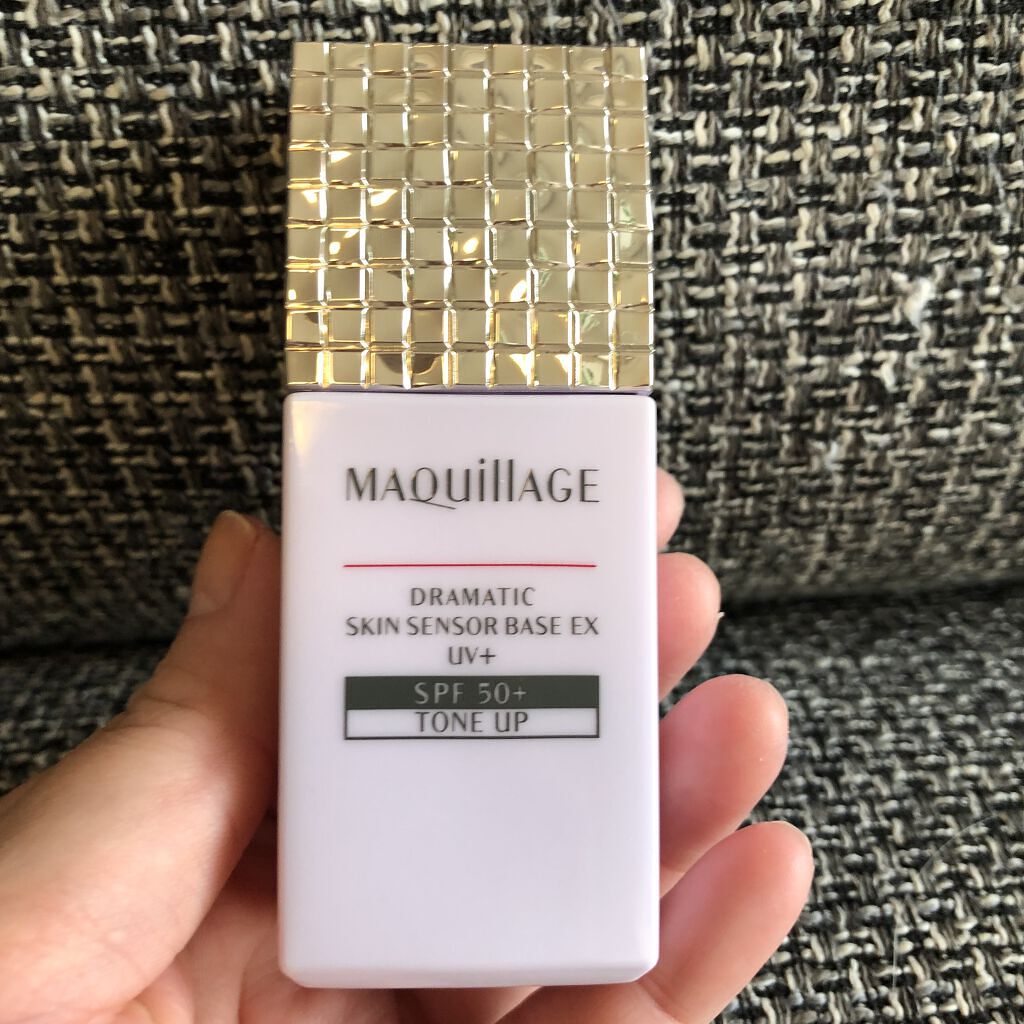 MAQuillAGE
DRAMATIC
SKIN SENSOR BASE EX
UV+
SPF 50+
TONE UP